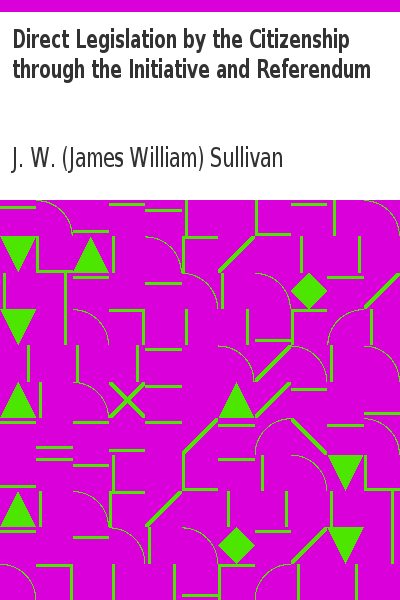 Direct Legislation by the Citizenship
through the Initiative and Referendum
J. W. (James William) Sullivan